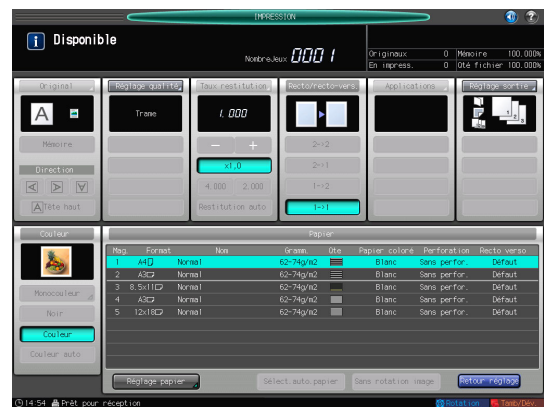 IMPRESSION
Disponible
NombreJeux 0001
Originaux 0 Mémoire 100.000%
En impress. 0 Qté fichier 100.000%
Original Réglage qualité Taux restitution Recto/recto-vers. Applications Réglage sortie
A Trame 1.000 1 2 3
Mémoire − + 2->2
Direction x1,0 2->1
4.000 2.000 1->2
A Tête haut Restitution auto 1->1
Couleur
Monocouleur
Noir
Couleur
Couleur auto
Papier
Mag. Format Nom Gramm. Qte Papier coloré Perforation Recto verso
1 A4 Normal 62-74g/m2 Blanc Sans perfor. Défaut
2 A3 Normal 62-74g/m2 Blanc Sans perfor. Défaut
3 8.5x11 Normal 62-74g/m2 Blanc Sans perfor. Défaut
4 A3 Normal 62-74g/m2 Blanc Sans perfor. Défaut
5 12x18 Normal 62-74g/m2 Blanc Sans perfor. Défaut
Réglage papier Sélect.auto.papier Sans rotation image Retour réglage
14:54 Prêt pour réception Rotation Tamb/Dév.